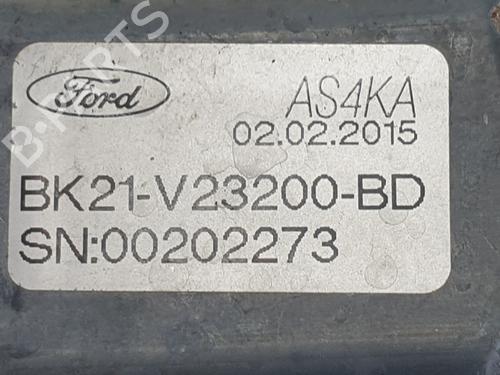 Ford
AS4KA
02.02.2015
BK21-V23200-BD
SN:00202273
B-PARTS